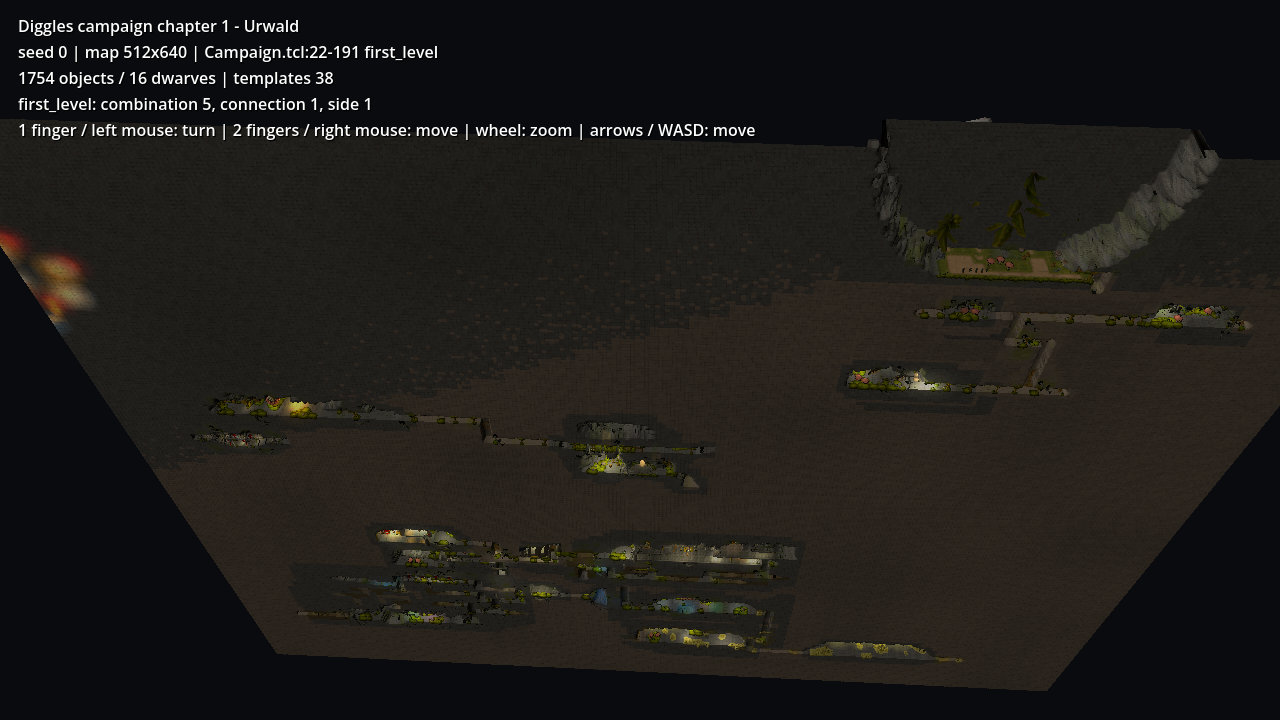 Diggles campaign chapter 1 - Urwald
seed 0 | map 512x640 | Campaign.tcl:22-191 first_level
1754 objects / 16 dwarves | templates 38
first_level: combination 5, connection 1, side 1
1 finger / left mouse: turn | 2 fingers / right mouse: move | wheel: zoom | arrows / WASD: move